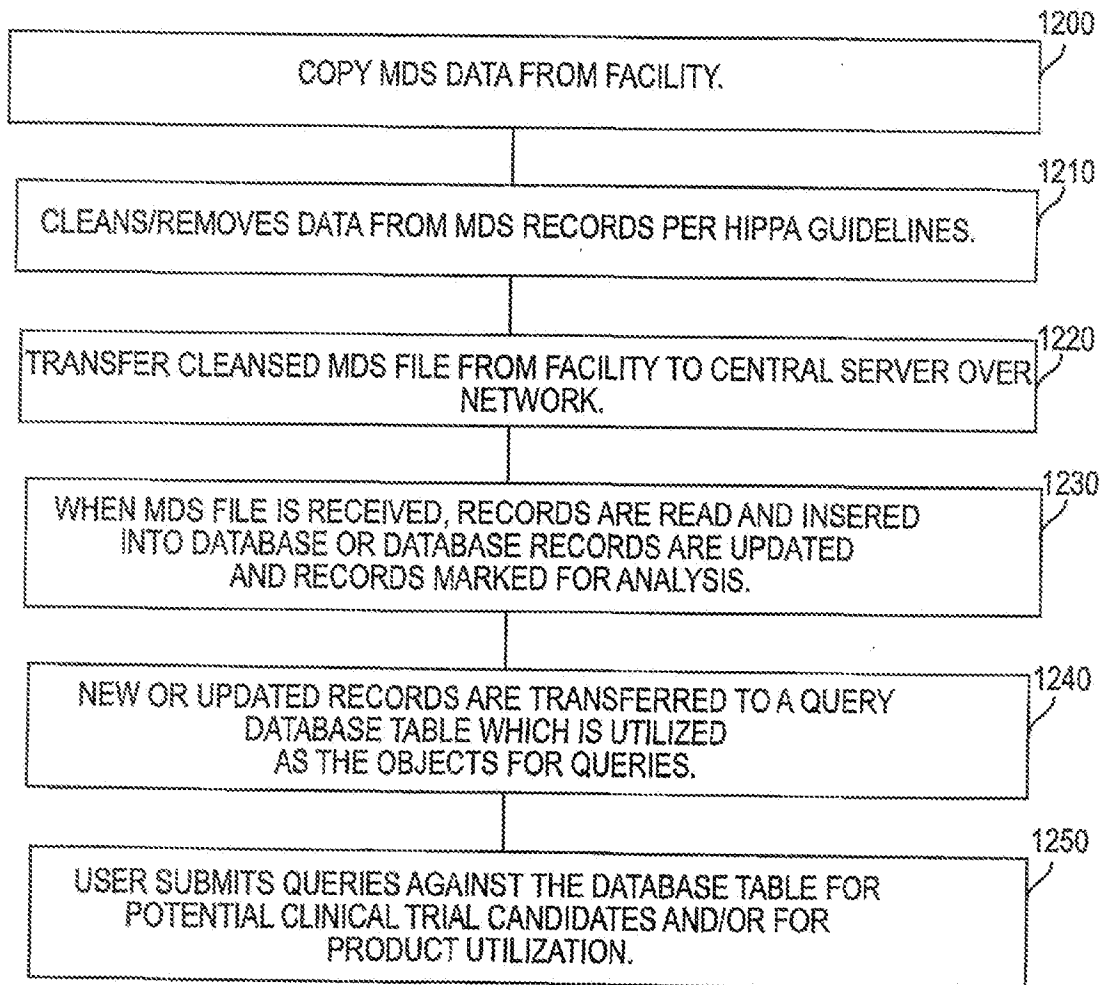 1200
COPY MDS DATA FROM FACILITY.
1210
CLEANS/REMOVES DATA FROM MDS RECORDS PER HIPPA GUIDELINES.
1220
TRANSFER CLEANSED MDS FILE FROM FACILITY TO CENTRAL SERVER OVER
NETWORK.
1230
WHEN MDS FILE IS RECEIVED, RECORDS ARE READ AND INSERED
INTO DATABASE OR DATABASE RECORDS ARE UPDATED
AND RECORDS MARKED FOR ANALYSIS.
1240
NEW OR UPDATED RECORDS ARE TRANSFERRED TO A QUERY
DATABASE TABLE WHICH IS UTILIZED
AS THE OBJECTS FOR QUERIES.
1250
USER SUBMITS QUERIES AGAINST THE DATABASE TABLE FOR
POTENTIAL CLINICAL TRIAL CANDIDATES AND/OR FOR
PRODUCT UTILIZATION.